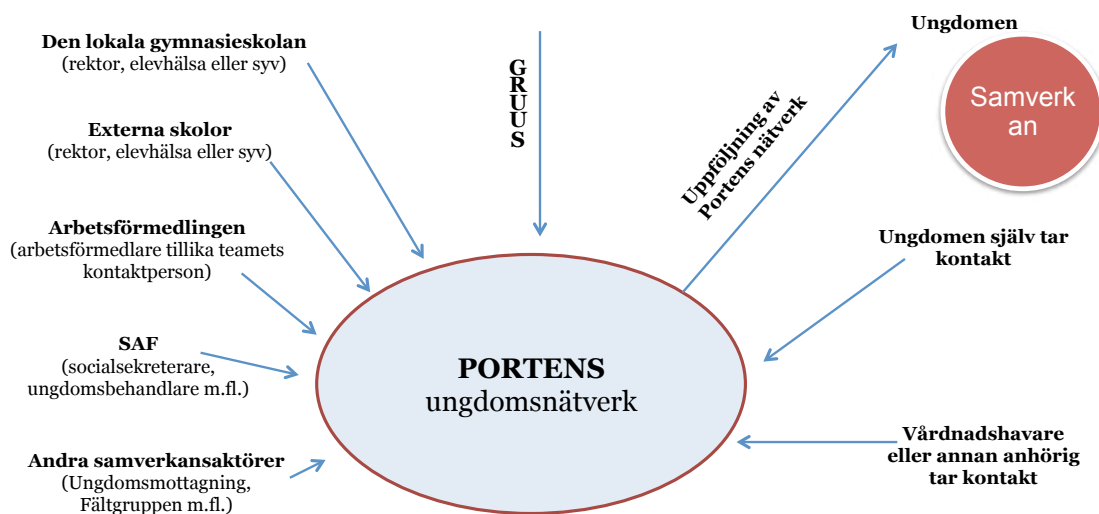 Den lokala gymnasieskolan
(rektor, elevhälsa eller syv)
Externa skolor
(rektor, elevhälsa eller syv)
Arbetsförmedlingen
(arbetsförmedlare tillika teamets
kontaktperson)
SAF
(socialsekreterare,
ungdomsbehandlare m.fl.)
Andra samverkansaktörer
(Ungdomsmottagning,
Fältgruppen m.fl.)
GRUUS
PORTENS
ungdomsnätverk
Uppföljning av
Portens nätverk
Ungdomen
Samverk
an
Ungdomen själv tar
kontakt
Vårdnadshavare
eller annan anhörig
tar kontakt